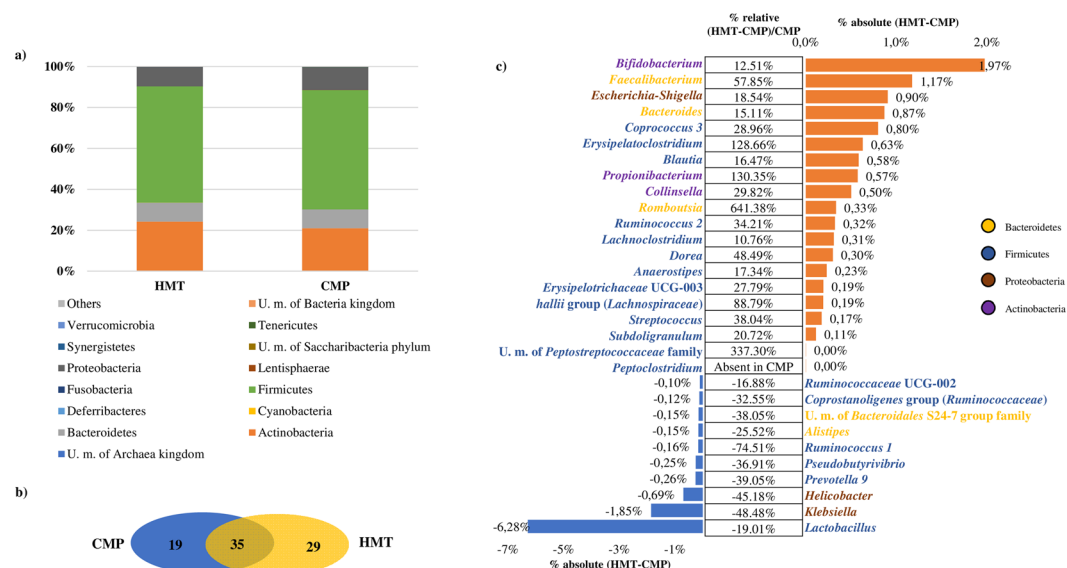 a)
100%
80%
60%
40%
20%
0%
HMT
CMP
Others
U. m. of Bacteria kingdom
Verrucomicrobia
Tenericutes
Synergistetes
U. m. of Saccharibacteria phylum
Proteobacteria
Lentisphaerae
Fusobacteria
Firmicutes
Deferribacteres
Cyanobacteria
Bacteroidetes
Actinobacteria
U. m. of Archaea kingdom
b)
CMP
19
35
29
HMT
c)
% relative
(HMT-CMP)/CMP
% absolute (HMT-CMP)
0,0%
1,0%
2,0%
Bifidobacterium 12.51% 1,97%
Faecalibacterium 57.85% 1,17%
Escherichia-Shigella 18.54% 0,90%
Bacteroides 15.11% 0,87%
Coprococcus 3 28.96% 0,80%
Erysipelatoclostridium 128.66% 0,63%
Blautia 16.47% 0,58%
Propionibacterium 130.35% 0,57%
Collinsella 29.82% 0,50%
Romboutsia 641.38% 0,33%
Ruminococcus 2 34.21% 0,32%
Lachnoclostridium 10.76% 0,31%
Dorea 48.49% 0,30%
Anaerostipes 17.34% 0,23%
Erysipelotrichaceae UCG-003 27.79% 0,19%
hallii group (Lachnospiraceae) 88.79% 0,19%
Streptococcus 38.04% 0,17%
Subdoligranulum 20.72% 0,11%
U. m. of Peptostreptococcaceae family 337.30% 0,00%
Peptoclostridium Absent in CMP 0,00%
-0,10% -16.88% Ruminococcaceae UCG-002
-0,12% -32.55% Coprostanoligenes group (Ruminococcaceae)
-0,15% -38.05% U. m. of Bacteroidales S24-7 group family
-0,15% -25.52% Alistipes
-0,16% -74.51% Ruminococcus 1
-0,25% -36.91% Pseudobutyrivibrio
-0,26% -39.05% Prevotella 9
-0,69% -45.18% Helicobacter
-1,85% -48.48% Klebsiella
-6,28% -19.01% Lactobacillus
-7%
-5%
-3%
-1%
% absolute (HMT-CMP)
Bacteroidetes
Firmicutes
Proteobacteria
Actinobacteria